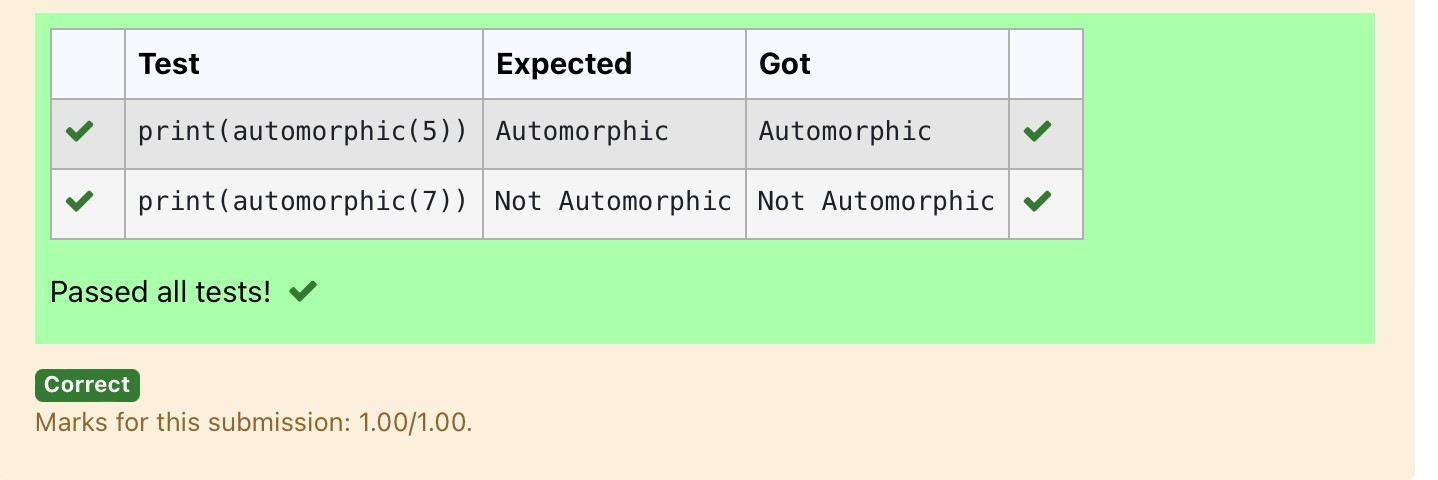 Test Expected Got
print(automorphic(5)) Automorphic Automorphic
print(automorphic(7)) Not Automorphic Not Automorphic
Passed all tests!
Correct
Marks for this submission: 1.00/1.00.